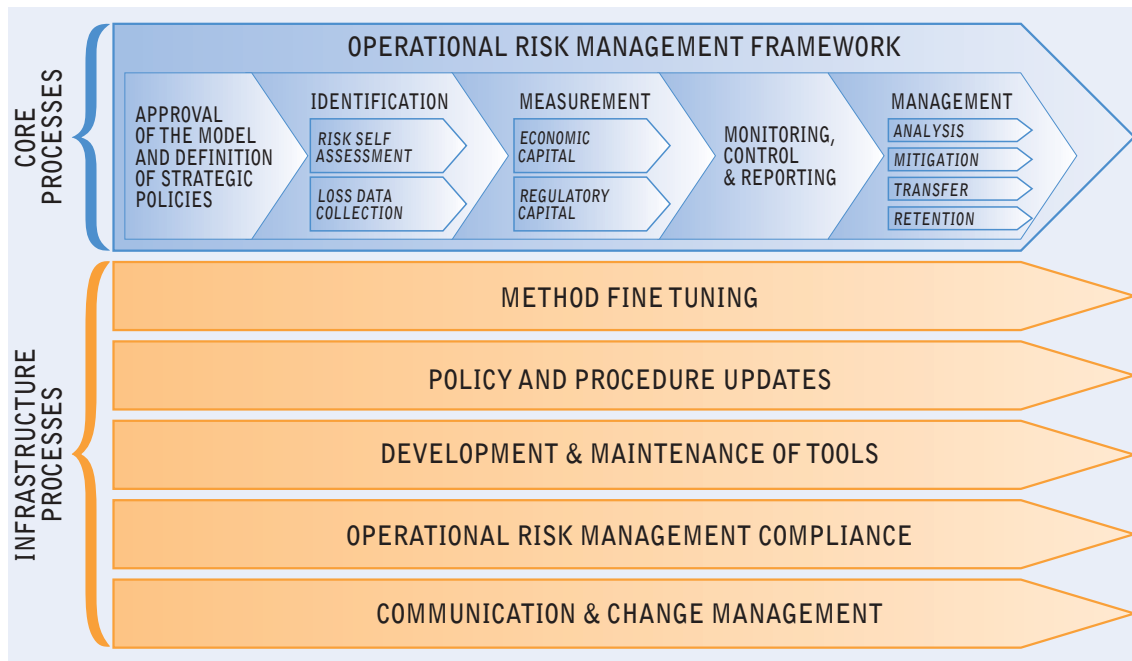 CORE
PROCESSES
OPERATIONAL RISK MANAGEMENT FRAMEWORK
APPROVAL
OF THE MODEL
AND DEFINITION
OF STRATEGIC
POLICIES
IDENTIFICATION
RISK SELF
ASSESSMENT
LOSS DATA
COLLECTION
MEASUREMENT
ECONOMIC
CAPITAL
REGULATORY
CAPITAL
MONITORING,
CONTROL
& REPORTING
MANAGEMENT
ANALYSIS
MITIGATION
TRANSFER
RETENTION
INFRASTRUCTURE
PROCESSES
METHOD FINE TUNING
POLICY AND PROCEDURE UPDATES
DEVELOPMENT & MAINTENANCE OF TOOLS
OPERATIONAL RISK MANAGEMENT COMPLIANCE
COMMUNICATION & CHANGE MANAGEMENT